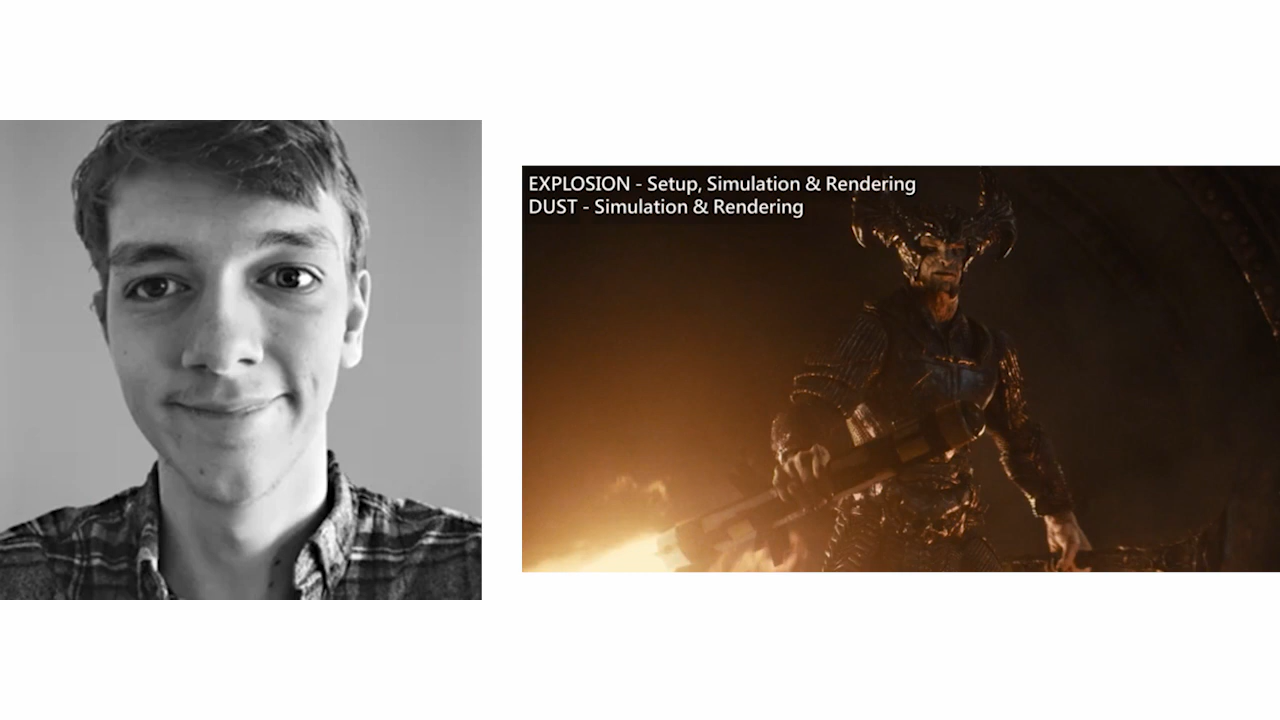 EXPLOSION - Setup, Simulation & Rendering
DUST - Simulation & Rendering